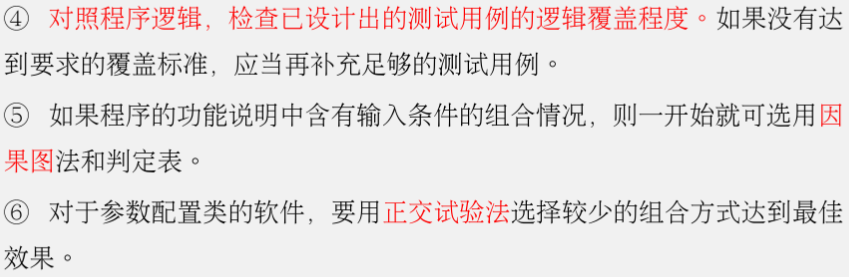 ④ 对照程序逻辑，检查已设计出的测试用例的逻辑覆盖程度。如果没有达
到要求的覆盖标准，应当再补充足够的测试用例。
⑤ 如果程序的功能说明中含有输入条件的组合情况，则一开始就可选用因
果图法和判定表。
⑥ 对于参数配置类的软件，要用正交试验法选择较少的组合方式达到最佳
效果。